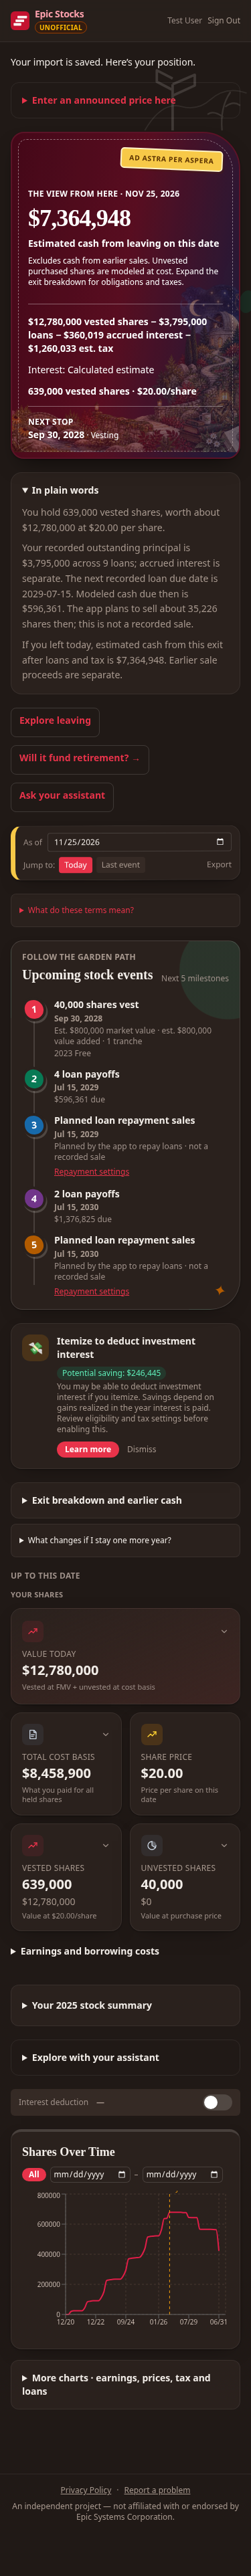 Epic Stocks
UNOFFICIAL
Test User Sign Out
Your import is saved. Here's your position.
▶ Enter an announced price here
AD ASTRA PER ASPERA
THE VIEW FROM HERE · NOV 25, 2026
$7,364,948
Estimated cash from leaving on this date
Excludes cash from earlier sales. Unvested
purchased shares are modeled at cost. Expand the
exit breakdown for obligations and taxes.
$12,780,000 vested shares − $3,795,000
loans − $360,019 accrued interest −
$1,260,033 est. tax
Interest: Calculated estimate
639,000 vested shares · $20.00/share
NEXT STOP
Sep 30, 2028 · Vesting
▼ In plain words
You hold 639,000 vested shares, worth about
$12,780,000 at $20.00 per share.
Your recorded outstanding principal is
$3,795,000 across 9 loans; accrued interest is
separate. The next recorded loan due date is
2029-07-15. Modeled cash due then is
$596,361. The app plans to sell about 35,226
shares then; this is not a recorded sale.
If you left today, estimated cash from this exit
after loans and tax is $7,364,948. Earlier sale
proceeds are separate.
Explore leaving
Will it fund retirement? →
Ask your assistant
As of 11/25/2026
Jump to: Today Last event Export
▶ What do these terms mean?
FOLLOW THE GARDEN PATH
Upcoming stock events Next 5 milestones
1 40,000 shares vest
Sep 30, 2028
Est. $800,000 market value · est. $800,000
value added · 1 tranche
2023 Free
2 4 loan payoffs
Jul 15, 2029
$596,361 due
3 Planned loan repayment sales
Jul 15, 2029
Planned by the app to repay loans · not a
recorded sale
Repayment settings
4 2 loan payoffs
Jul 15, 2030
$1,376,825 due
5 Planned loan repayment sales
Jul 15, 2030
Planned by the app to repay loans · not a
recorded sale
Repayment settings
Itemize to deduct investment
interest
Potential saving: $246,445
You may be able to deduct investment
interest if you itemize. Savings depend on
gains realized in the year interest is paid.
Review eligibility and tax settings before
enabling this.
Learn more Dismiss
▶ Exit breakdown and earlier cash
▶ What changes if I stay one more year?
UP TO THIS DATE
YOUR SHARES
VALUE TODAY
$12,780,000
Vested at FMV + unvested at cost basis
TOTAL COST BASIS
$8,458,900
What you paid for all
held shares
SHARE PRICE
$20.00
Price per share on this
date
VESTED SHARES
639,000
$12,780,000
Value at $20.00/share
UNVESTED SHARES
40,000
$0
Value at purchase price
▶ Earnings and borrowing costs
▶ Your 2025 stock summary
▶ Explore with your assistant
Interest deduction —
Shares Over Time
All mm/dd/yyyy – mm/dd/yyyy
800000
600000
400000
200000
0
12/20 12/22 09/24 01/26 07/29 06/31
▶ More charts · earnings, prices, tax and
loans
Privacy Policy · Report a problem
An independent project — not affiliated with or endorsed by
Epic Systems Corporation.